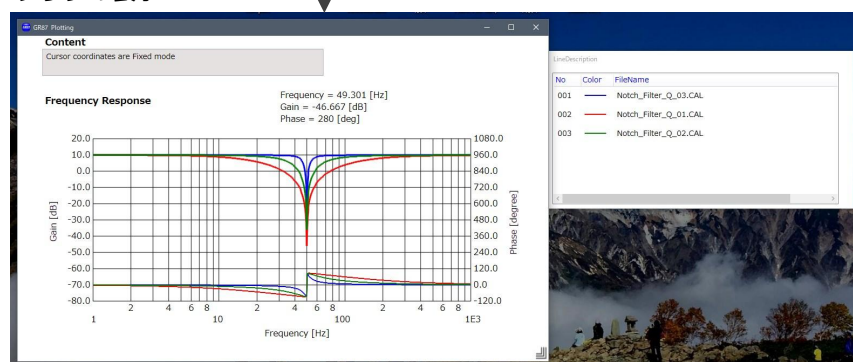 GR87 Plotting
Content
Cursor coordinates are Fixed mode
Frequency Response
Frequency = 49.301 [Hz]
Gain = -46.667 [dB]
Phase = 280 [deg]
20.0
10.0
0.0
-10.0
-20.0
-30.0
-40.0
-50.0
-60.0
-70.0
-80.0
Gain [dB]
1080.0
960.0
840.0
720.0
600.0
480.0
360.0
240.0
120.0
0.0
-120.0
Phase [degree]
2 4 6 8 2 4 6 8 2 4 6 8
1 10 100 1E3
Frequency [Hz]
LineDescription
No Color FileName
001 Notch_Filter_Q_03.CAL
002 Notch_Filter_Q_01.CAL
003 Notch_Filter_Q_02.CAL